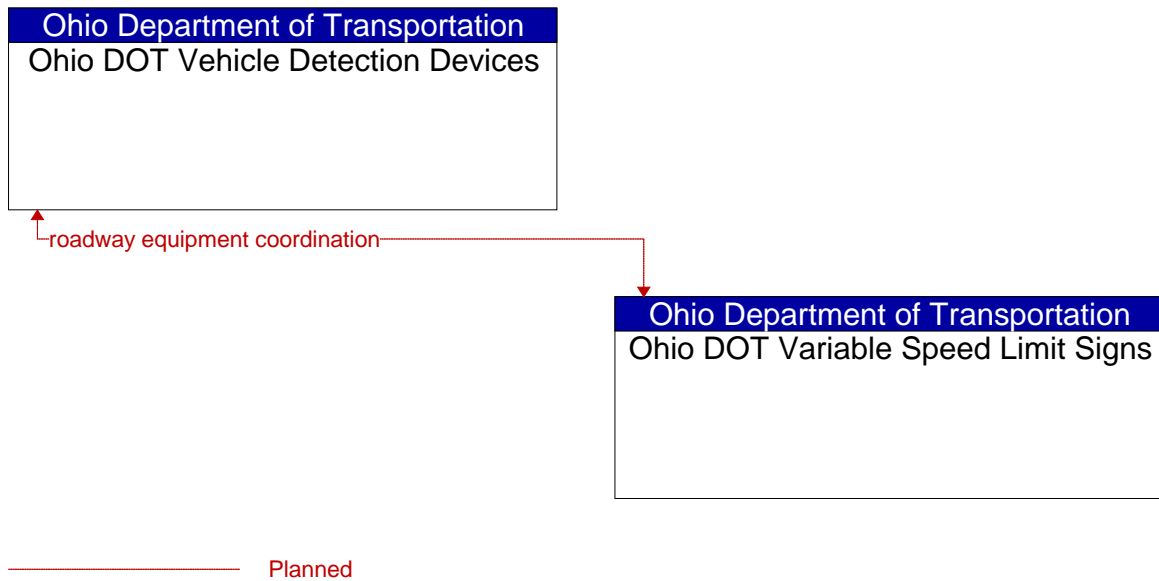 Ohio Department of Transportation
Ohio DOT Vehicle Detection Devices
roadway equipment coordination
Ohio Department of Transportation
Ohio DOT Variable Speed Limit Signs
Planned